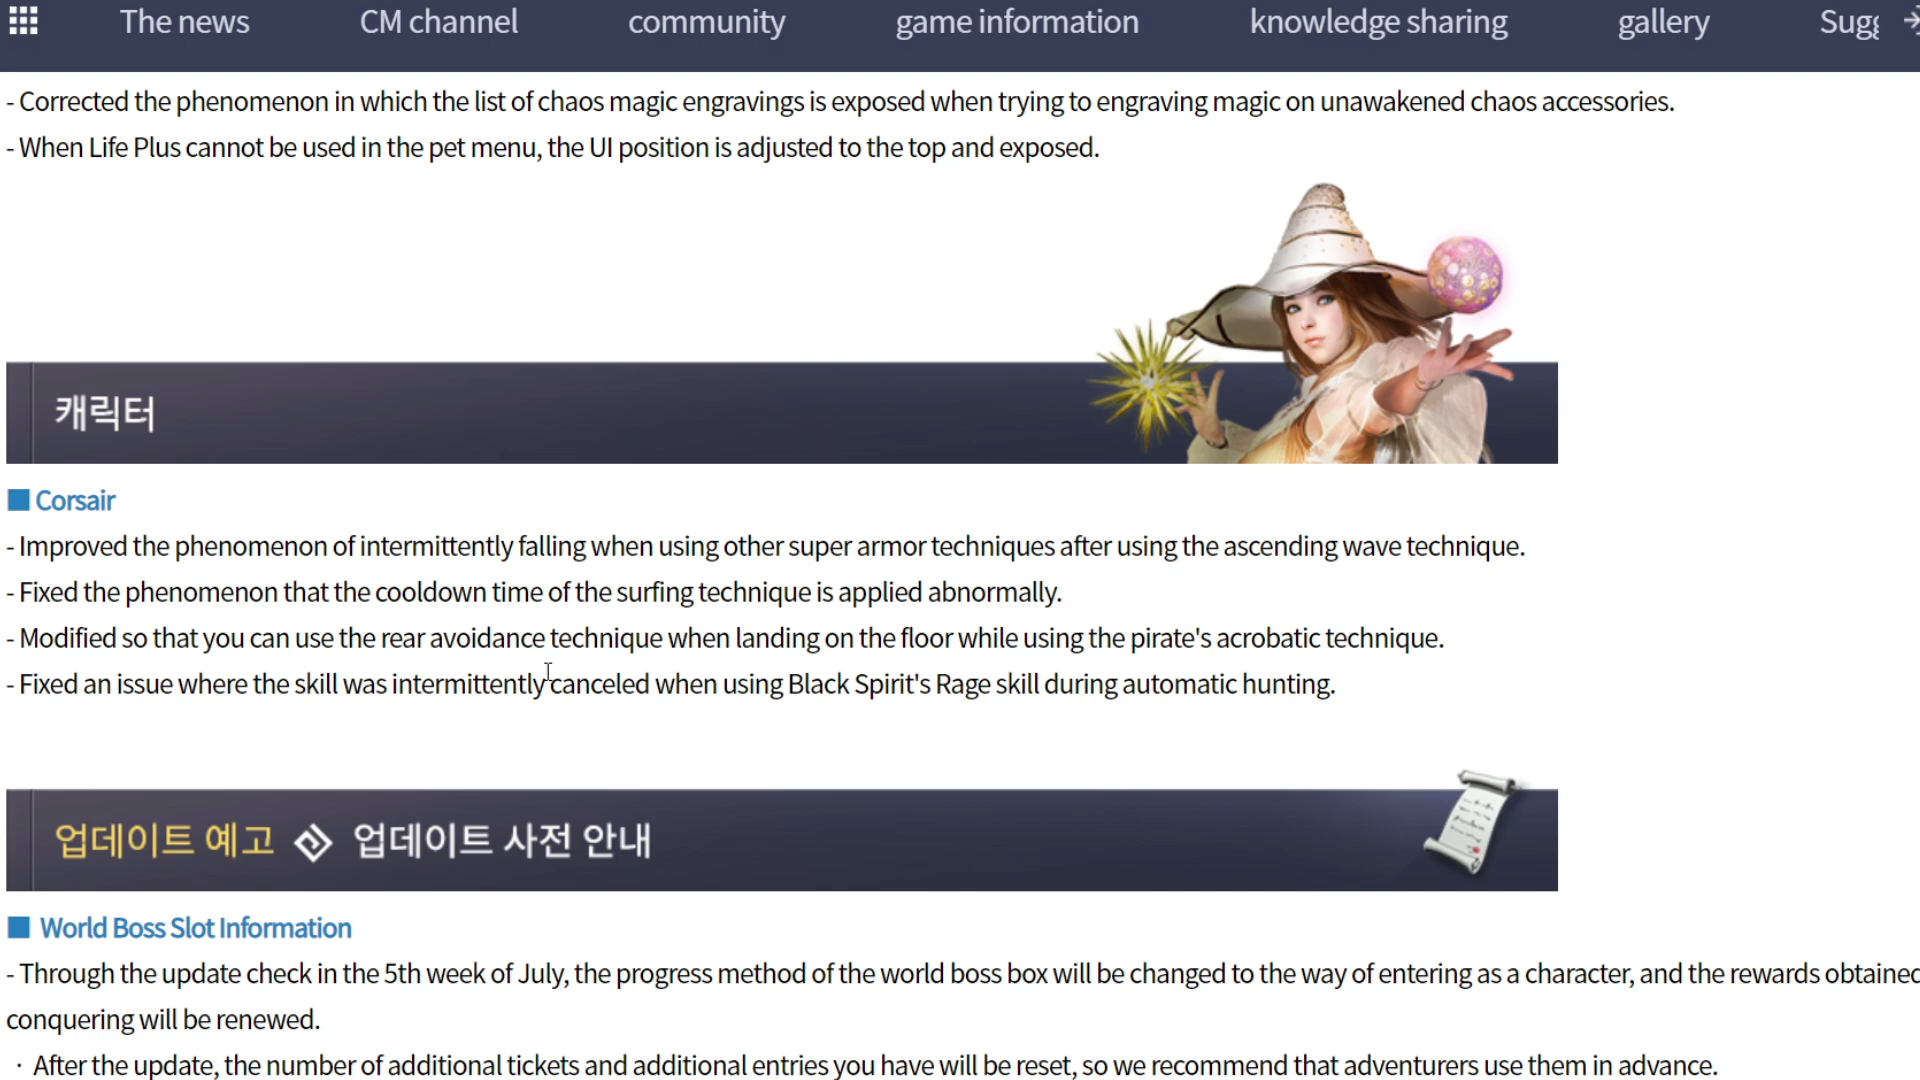 The news CM channel community game information knowledge sharing gallery
- Corrected the phenomenon in which the list of chaos magic engravings is exposed when trying to engraving magic on unawakened chaos accessories.
- When Life Plus cannot be used in the pet menu, the UI position is adjusted to the top and exposed.
캐릭터
■ Corsair
- Improved the phenomenon of intermittently falling when using other super armor techniques after using the ascending wave technique.
- Fixed the phenomenon that the cooldown time of the surfing technique is applied abnormally.
- Modified so that you can use the rear avoidance technique when landing on the floor while using the pirate's acrobatic technique.
- Fixed an issue where the skill was intermittently canceled when using Black Spirit's Rage skill during automatic hunting.
업데이트 예고 업데이트 사전 안내
■ World Boss Slot Information
- Through the update check in the 5th week of July, the progress method of the world boss box will be changed to the way of entering as a character, and the rewards obtained
conquering will be renewed.
· After the update, the number of additional tickets and additional entries you have will be reset, so we recommend that adventurers use them in advance.